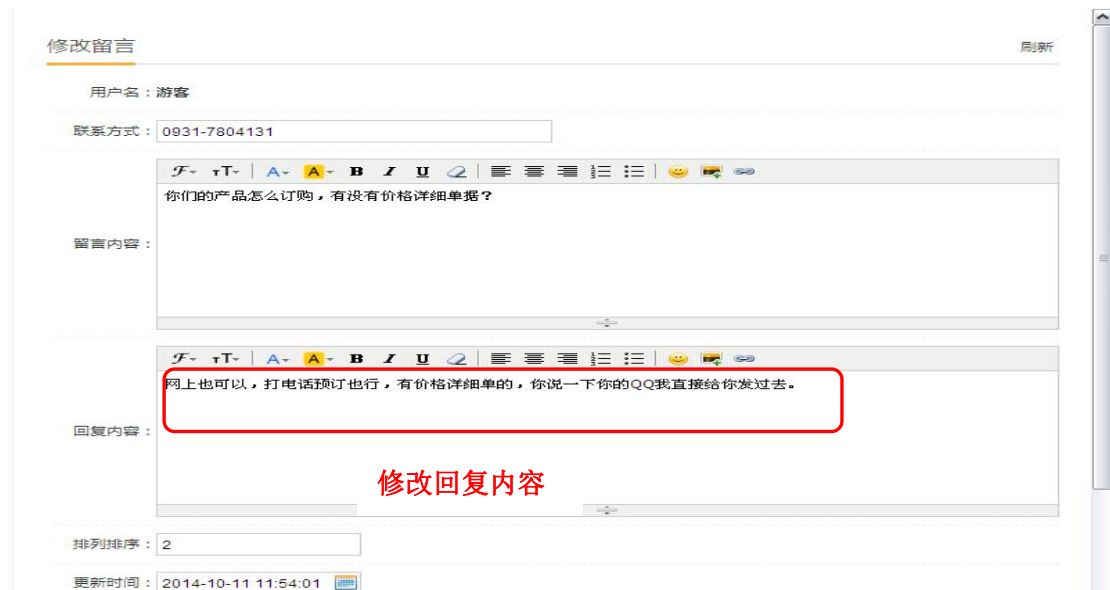 修改留言
刷新
用户名：游客
联系方式：0931-7804131
你们的产品怎么订购，有没有价格详细单据？
留言内容：
网上也可以，打电话预订也行，有价格详细单的，你说一下你的QQ我直接给你发过去。
回复内容：
修改回复内容
排列排序：2
更新时间：2014-10-11 11:54:01